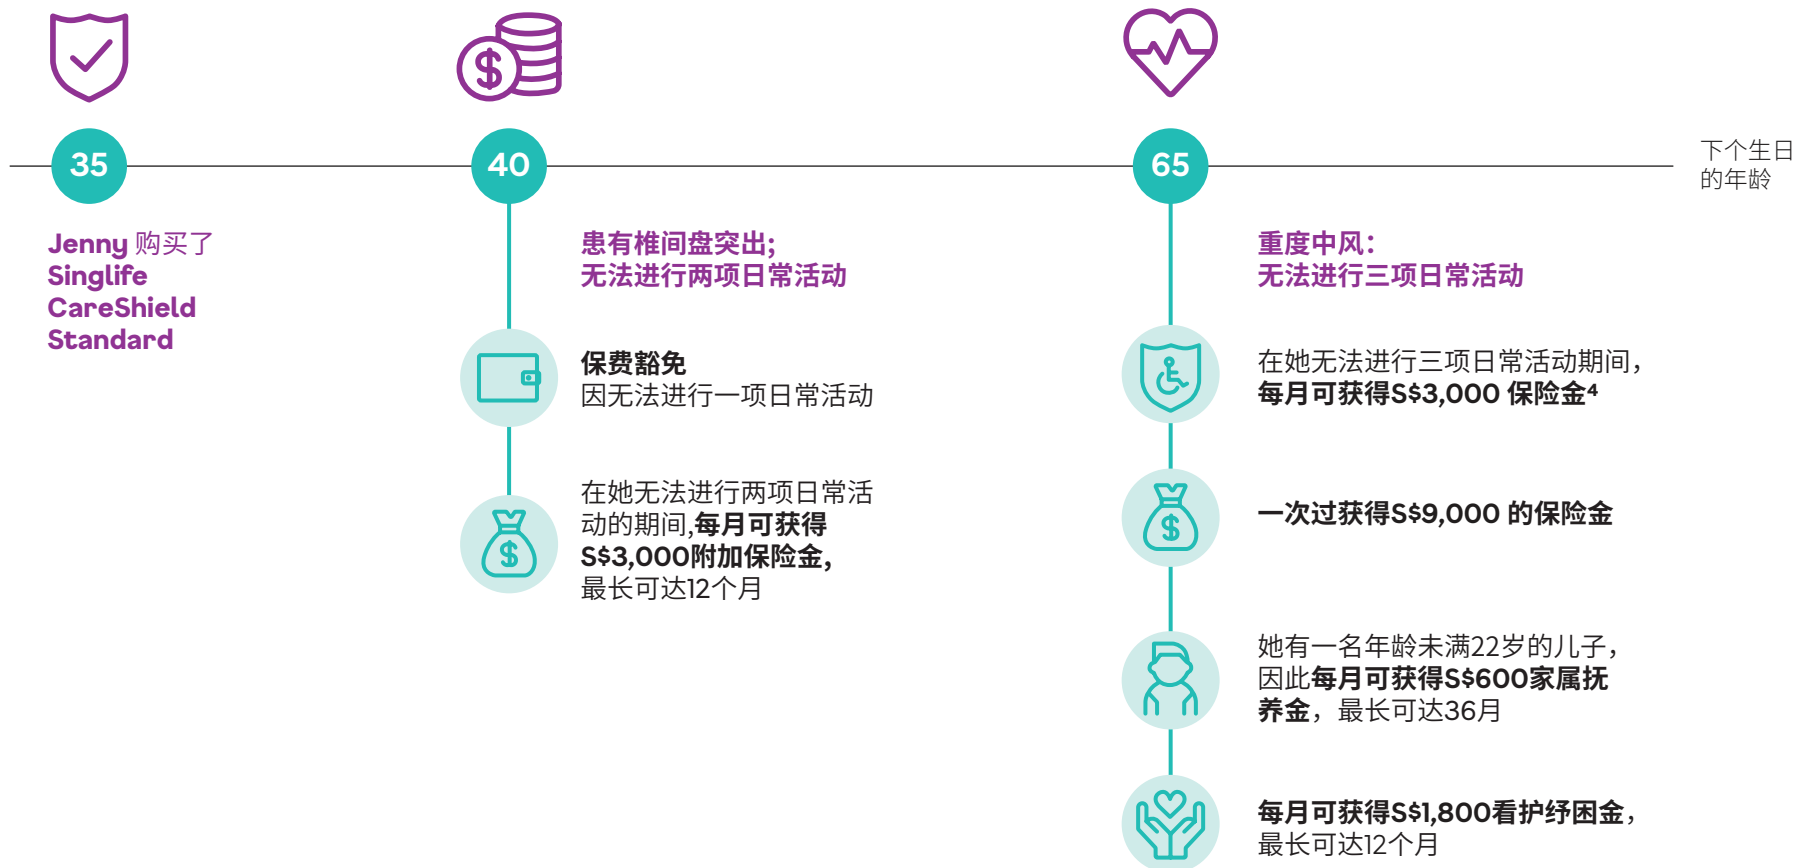 35
40
65
下个生日
的年龄
Jenny 购买了
Singlife
CareShield
Standard
患有椎间盘突出;
无法进行两项日常活动
保费豁免
因无法进行一项日常活动
在她无法进行两项日常活
动的期间,每月可获得
S$3,000附加保险金,
最长可达12个月
重度中风：
无法进行三项日常活动
在她无法进行三项日常活动期间，
每月可获得S$3,000 保险金⁴
一次过获得S$9,000 的保险金
她有一名年龄未满22岁的儿子，
因此每月可获得S$600家属抚
养金，最长可达36月
每月可获得S$1,800看护纾困金，
最长可达12个月